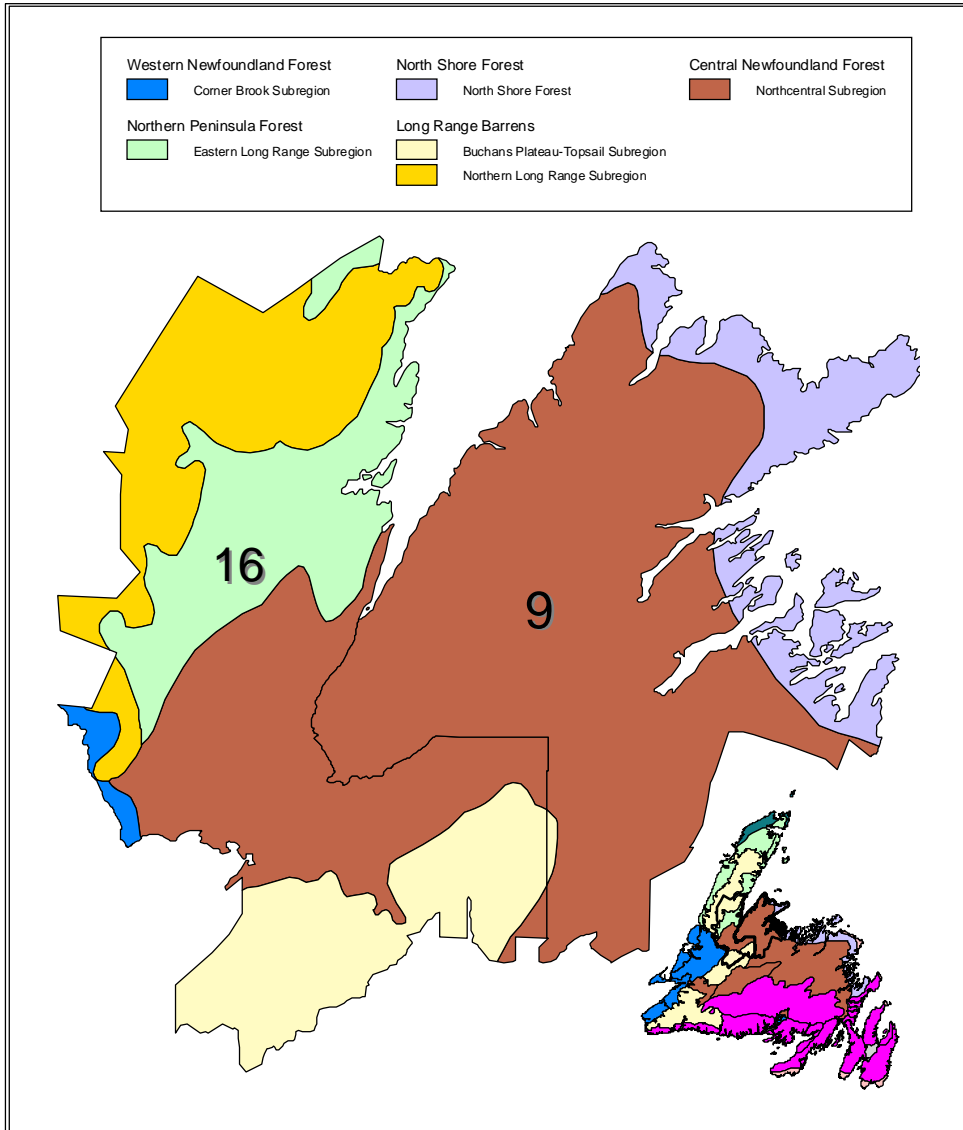 Western Newfoundland Forest
Corner Brook Subregion
North Shore Forest
North Shore Forest
Central Newfoundland Forest
Northcentral Subregion
Northern Peninsula Forest
Eastern Long Range Subregion
Long Range Barrens
Buchans Plateau-Topsail Subregion
Northern Long Range Subregion
16
9